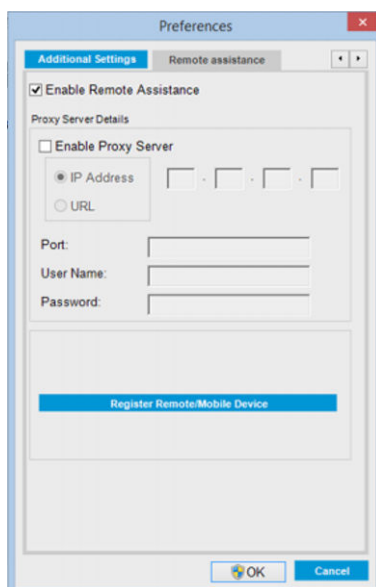 Preferences
Additional Settings
Remote assistance
Enable Remote Assistance
Proxy Server Details
Enable Proxy Server
IP Address
URL
Port:
User Name:
Password:
Register Remote/Mobile Device
OK
Cancel